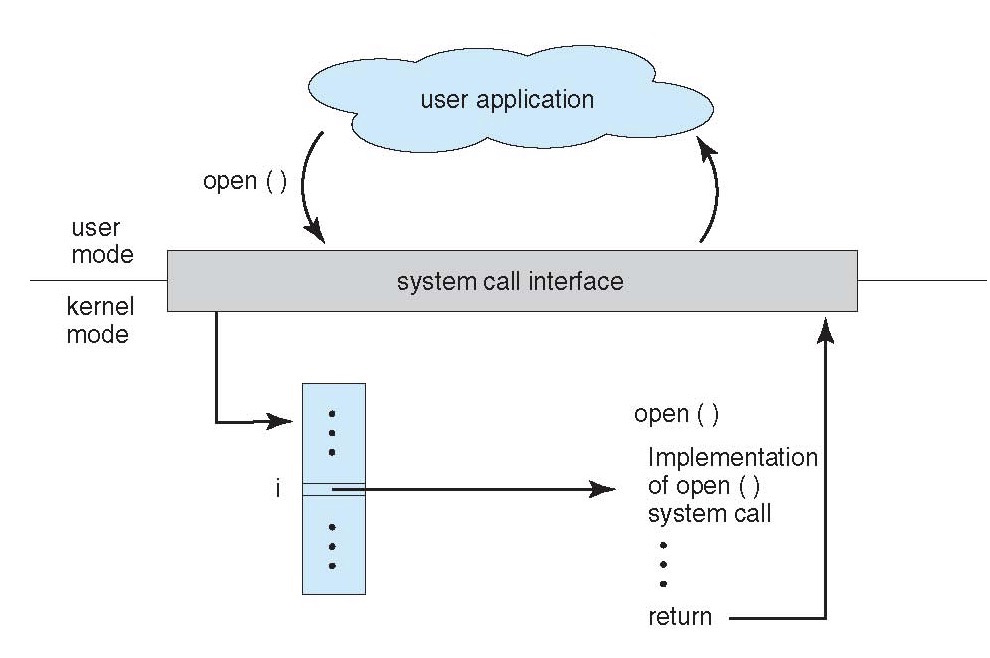 user application
open ( )
user
mode
system call interface
kernel
mode
i
open ( )
Implementation
of open ( )
system call
return